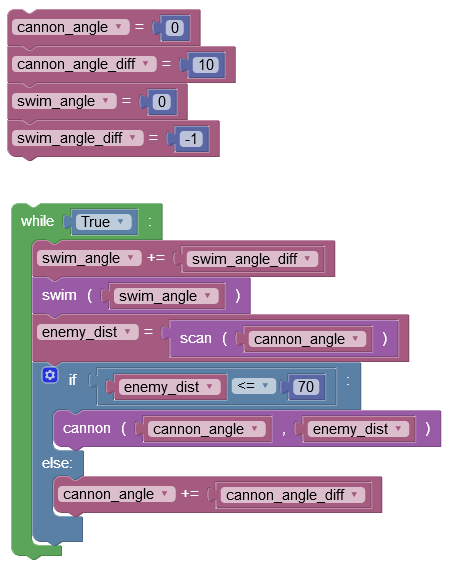 cannon_angle = 0
cannon_angle_diff = 10
swim_angle = 0
swim_angle_diff = -1
while True :
swim_angle += swim_angle_diff
swim ( swim_angle )
enemy_dist = scan ( cannon_angle )
if enemy_dist <= 70 :
cannon ( cannon_angle , enemy_dist )
else:
cannon_angle += cannon_angle_diff